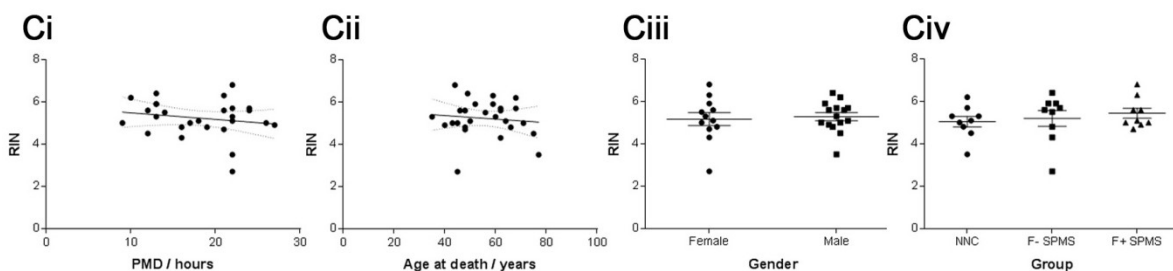 Ci
8
6
4
2
0
RIN
0 10 20 30
PMD / hours
Cii
8
6
4
2
0
RIN
0 20 40 60 80 100
Age at death / years
Ciii
8
6
4
2
0
RIN
Female Male
Gender
Civ
8
6
4
2
0
RIN
NNC F- SPMS F+ SPMS
Group